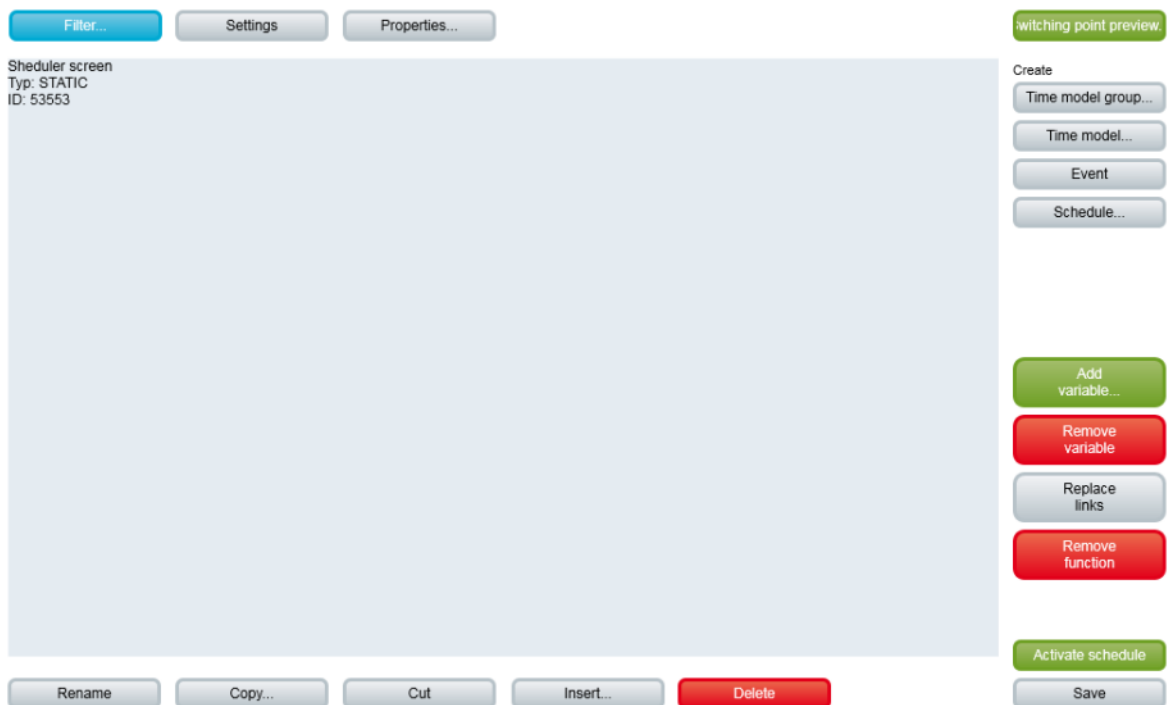 Filter...
Settings
Properties...
witching point preview.
Sheduler screen
Typ: STATIC
ID: 53553
Create
Time model group...
Time model...
Event
Schedule...
Add
variable...
Remove
variable
Replace
links
Remove
function
Activate schedule
Rename
Copy...
Cut
Insert...
Delete
Save